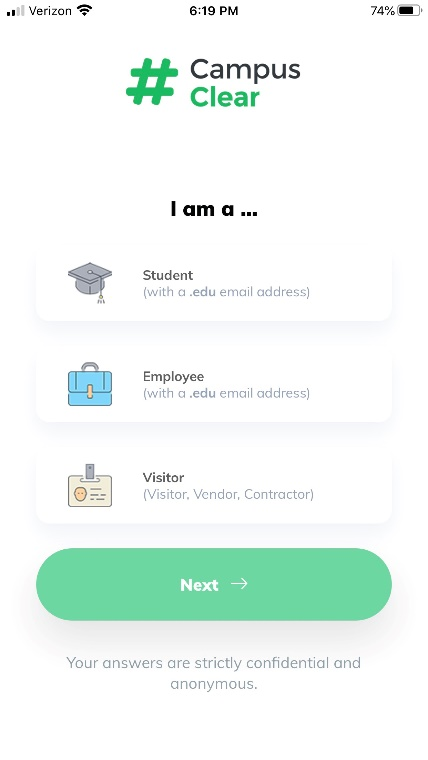 Verizon 6:19 PM 74%
# Campus
Clear
I am a ...
Student
(with a .edu email address)
Employee
(with a .edu email address)
Visitor
(Visitor, Vendor, Contractor)
Next →
Your answers are strictly confidential and
anonymous.